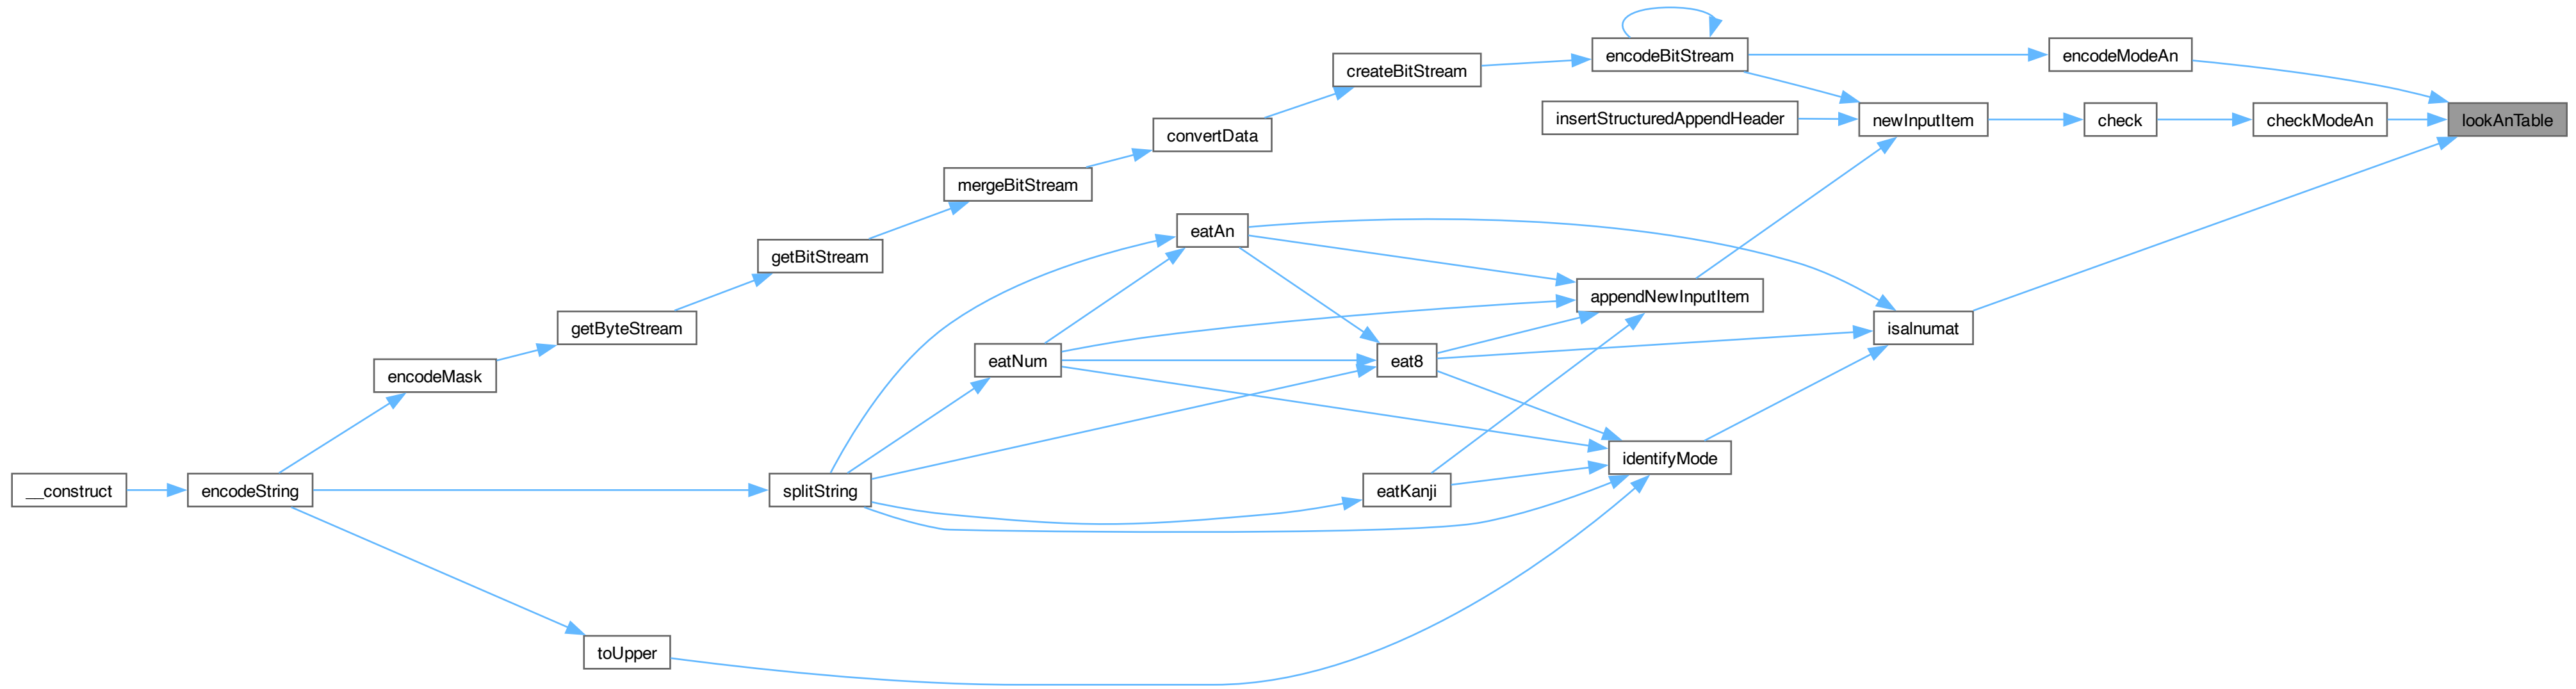 encodeBitStream
encodeModeAn
createBitStream
insertStructuredAppendHeader
newInputItem
check
checkModeAn
lookAnTable
convertData
mergeBitStream
eatAn
getBitStream
appendNewInputItem
getByteStream
isalnumat
eatNum
eat8
encodeMask
identifyMode
__construct
encodeString
splitString
eatKanji
toUpper